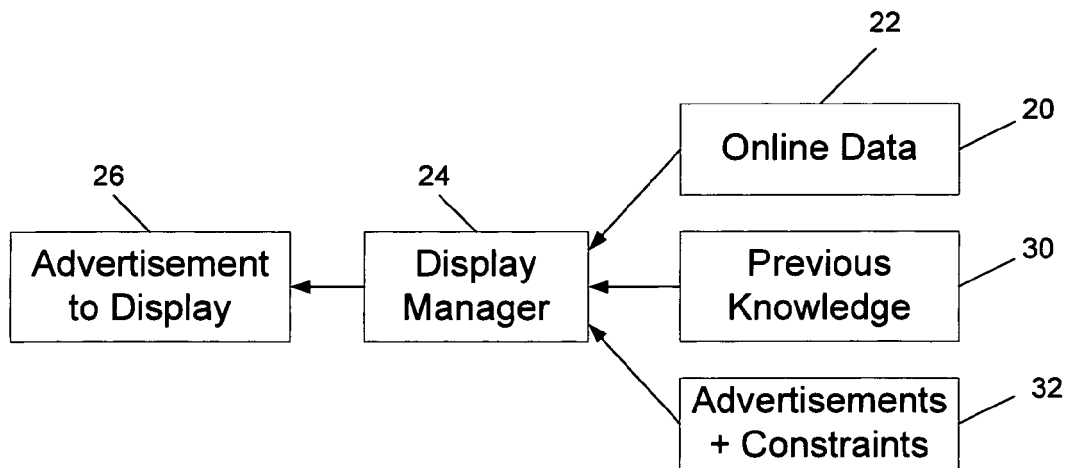 22
20
Online Data
26
24
Advertisement
to Display
Display
Manager
Previous
Knowledge
30
Advertisements
+ Constraints
32